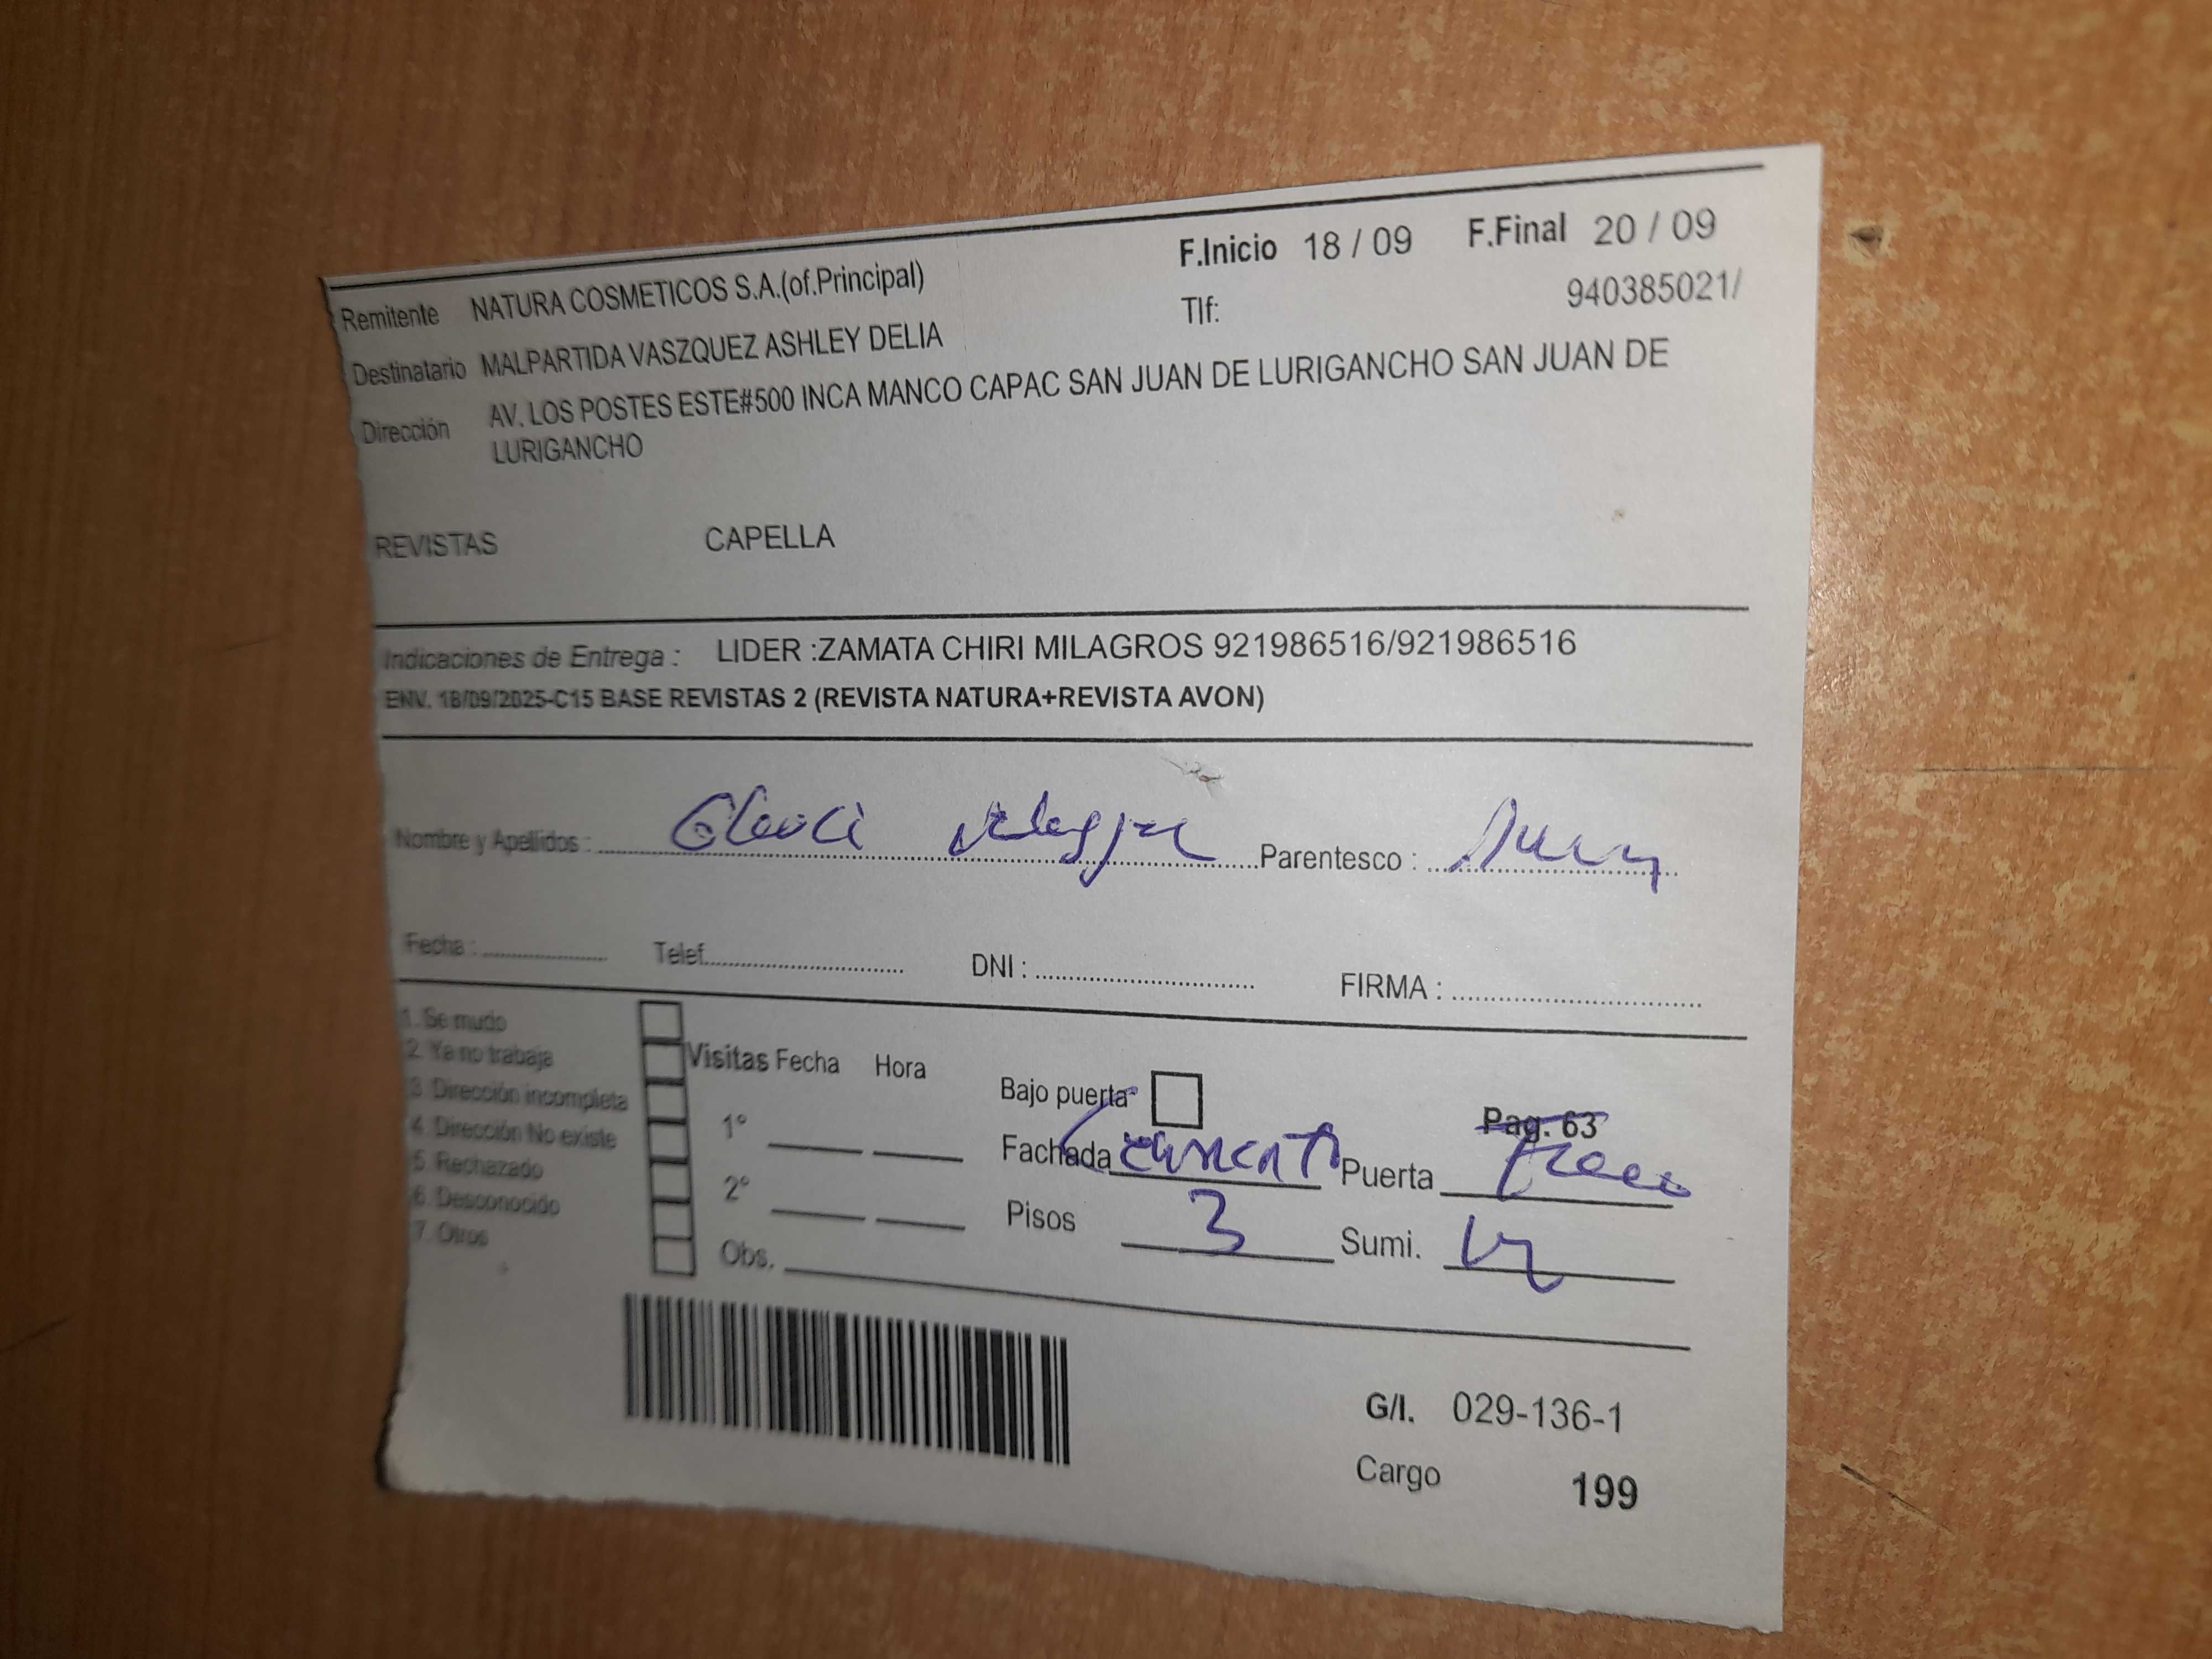 F.Inicio 18 / 09 F.Final 20 / 09
Remitente NATURA COSMETICOS S.A.(of.Principal) Tlf: 940385021/
Destinatario MALPARTIDA VASZQUEZ ASHLEY DELIA
Dirección AV. LOS POSTES ESTE#500 INCA MANCO CAPAC SAN JUAN DE LURIGANCHO SAN JUAN DE
LURIGANCHO
REVISTAS CAPELLA
Indicaciones de Entrega : LIDER :ZAMATA CHIRI MILAGROS 921986516/921986516
ENV. 18/09/2025-C15 BASE REVISTAS 2 (REVISTA NATURA+REVISTA AVON)
Nombre y Apellidos : Parentesco :
Fecha : Telef. DNI : FIRMA :
1. Se mudo
2. Ya no trabaja
3. Dirección incompleta
4. Dirección No existe
5. Rechazado
6. Desconocido
7. Otros
Visitas Fecha Hora
1°
2°
Obs.
Bajo puerta
Pag. 63
Fachada Puerta
Pisos 3 Sumi.
G/I. 029-136-1
Cargo 199